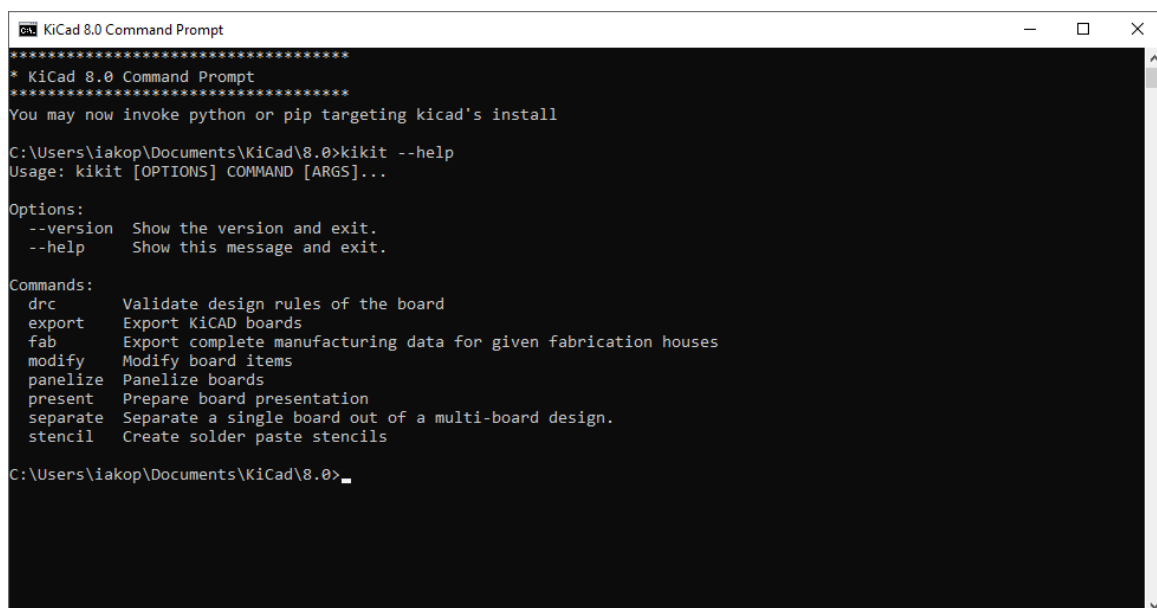 KiCad 8.0 Command Prompt
************************************
* KiCad 8.0 Command Prompt
************************************
You may now invoke python or pip targeting kicad's install
C:\Users\iakop\Documents\KiCad\8.0>kikit --help
Usage: kikit [OPTIONS] COMMAND [ARGS]...
Options:
--version  Show the version and exit.
--help     Show this message and exit.
Commands:
drc        Validate design rules of the board
export     Export KiCAD boards
fab        Export complete manufacturing data for given fabrication houses
modify     Modify board items
panelize   Panelize boards
present    Prepare board presentation
separate   Separate a single board out of a multi-board design.
stencil    Create solder paste stencils
C:\Users\iakop\Documents\KiCad\8.0>